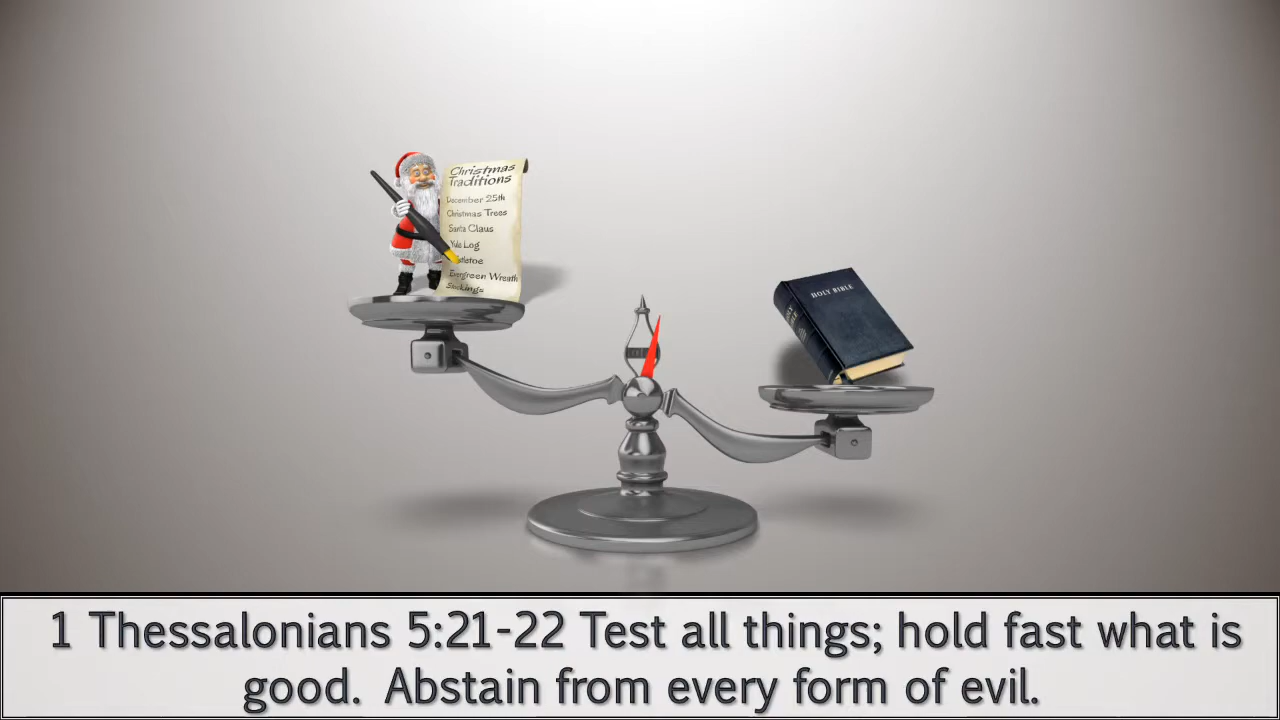 Christmas
Traditions
December 25th
Christmas Trees
Santa Claus
Yule Log
Evergreen Wreath
Stockings
HOLY BIBLE
1 Thessalonians 5:21-22 Test all things; hold fast what is
good. Abstain from every form of evil.